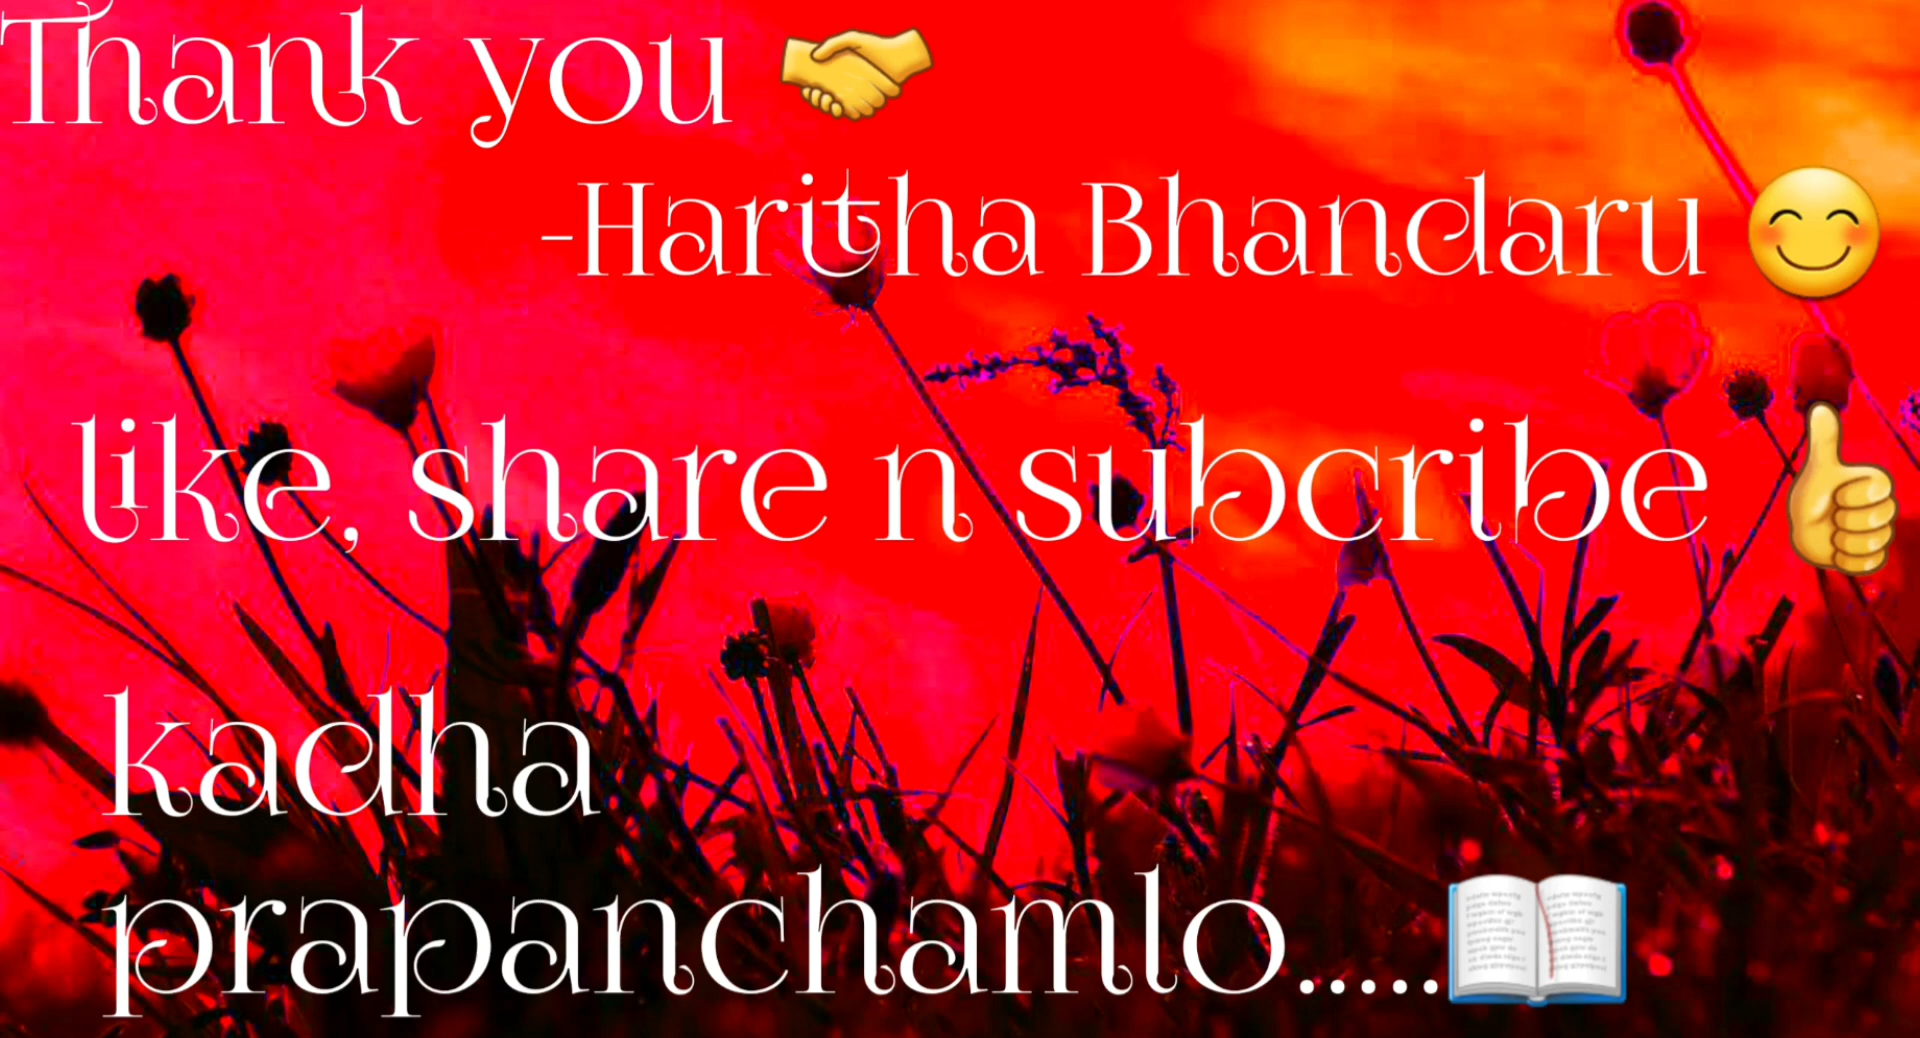 Thank you 🤝
-Haritha Bhandaru 😊
like, share n subcribe 👍
kadha
prapanchamlo.....📖